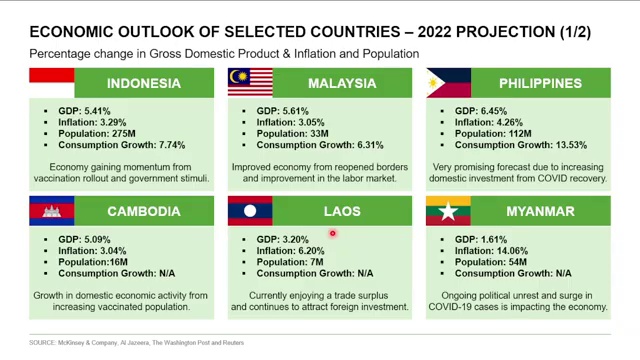 ECONOMIC OUTLOOK OF SELECTED COUNTRIES – 2022 PROJECTION (1/2)
Percentage change in Gross Domestic Product & Inflation and Population
INDONESIA
▪ GDP: 5.41%
▪ Inflation: 3.29%
▪ Population: 275M
▪ Consumption Growth: 7.74%
Economy gaining momentum from
vaccination rollout and government stimuli.
MALAYSIA
▪ GDP: 5.61%
▪ Inflation: 3.05%
▪ Population: 33M
▪ Consumption Growth: 6.31%
Improved economy from reopened borders
and improvement in the labor market.
PHILIPPINES
▪ GDP: 6.45%
▪ Inflation: 4.26%
▪ Population: 112M
▪ Consumption Growth: 13.53%
Very promising forecast due to increasing
domestic investment from COVID recovery.
CAMBODIA
▪ GDP: 5.09%
▪ Inflation: 3.04%
▪ Population:16M
▪ Consumption Growth: N/A
Growth in domestic economic activity from
increasing vaccinated population.
LAOS
▪ GDP: 3.20%
▪ Inflation: 6.20%
▪ Population: 7M
▪ Consumption Growth: N/A
Currently enjoying a trade surplus
and continues to attract foreign investment.
MYANMAR
▪ GDP: 1.61%
▪ Inflation: 14.06%
▪ Population: 54M
▪ Consumption Growth: N/A
Ongoing political unrest and surge in
COVID-19 cases is impacting the economy.
SOURCE: McKinsey & Company, Al Jazeera, The Washington Post and Reuters